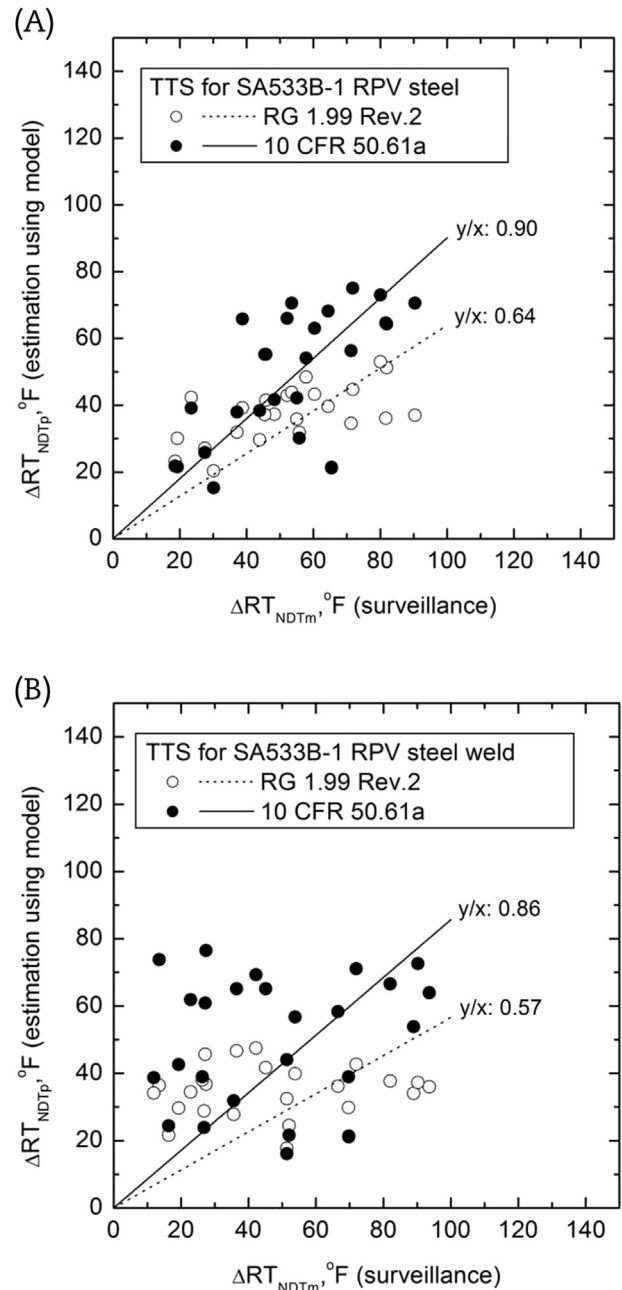 (A)
140
120
100
80
60
40
20
0
TTS for SA533B-1 RPV steel
RG 1.99 Rev.2
10 CFR 50.61a
y/x: 0.90
y/x: 0.64
ΔRT_NDTp, °F (estimation using model)
0 20 40 60 80 100 120 140
ΔRT_NDTm, °F (surveillance)
(B)
140
120
100
80
60
40
20
0
TTS for SA533B-1 RPV steel weld
RG 1.99 Rev.2
10 CFR 50.61a
y/x: 0.86
y/x: 0.57
ΔRT_NDTp, °F (estimation using model)
0 20 40 60 80 100 120 140
ΔRT_NDTm, °F (surveillance)